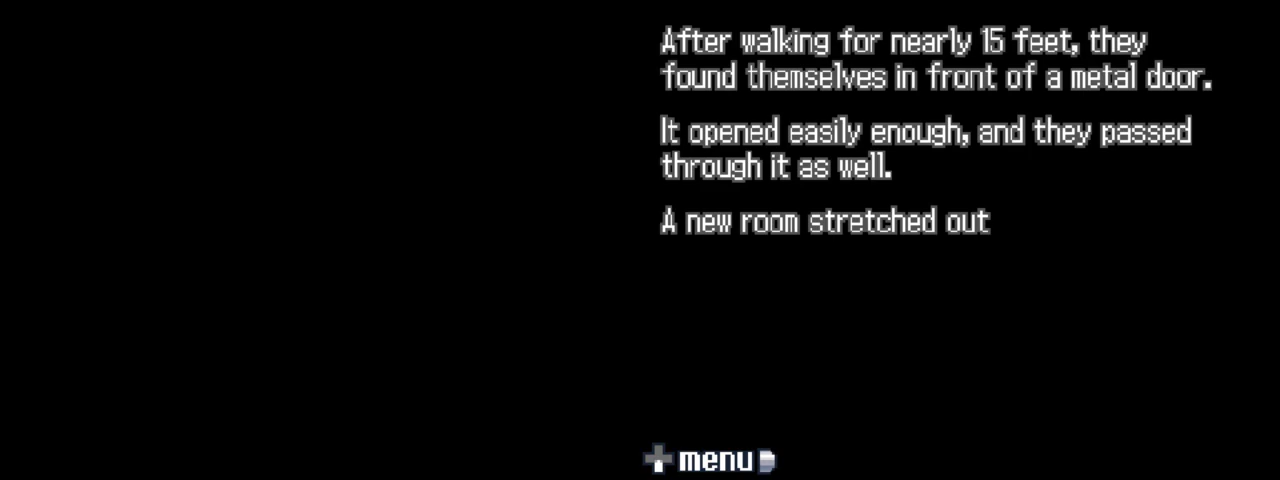 After walking for nearly 15 feet, they
found themselves in front of a metal door.
It opened easily enough, and they passed
through it as well.
A new room stretched out
menu